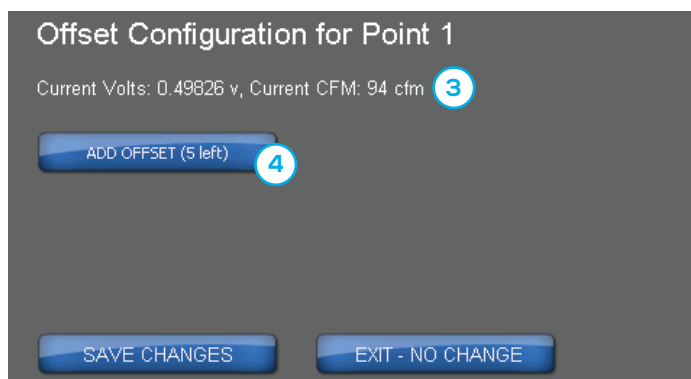 Offset Configuration for Point 1
Current Volts: 0.49826 v, Current CFM: 94 cfm 3
ADD OFFSET (5 left) 4
SAVE CHANGES EXIT - NO CHANGE